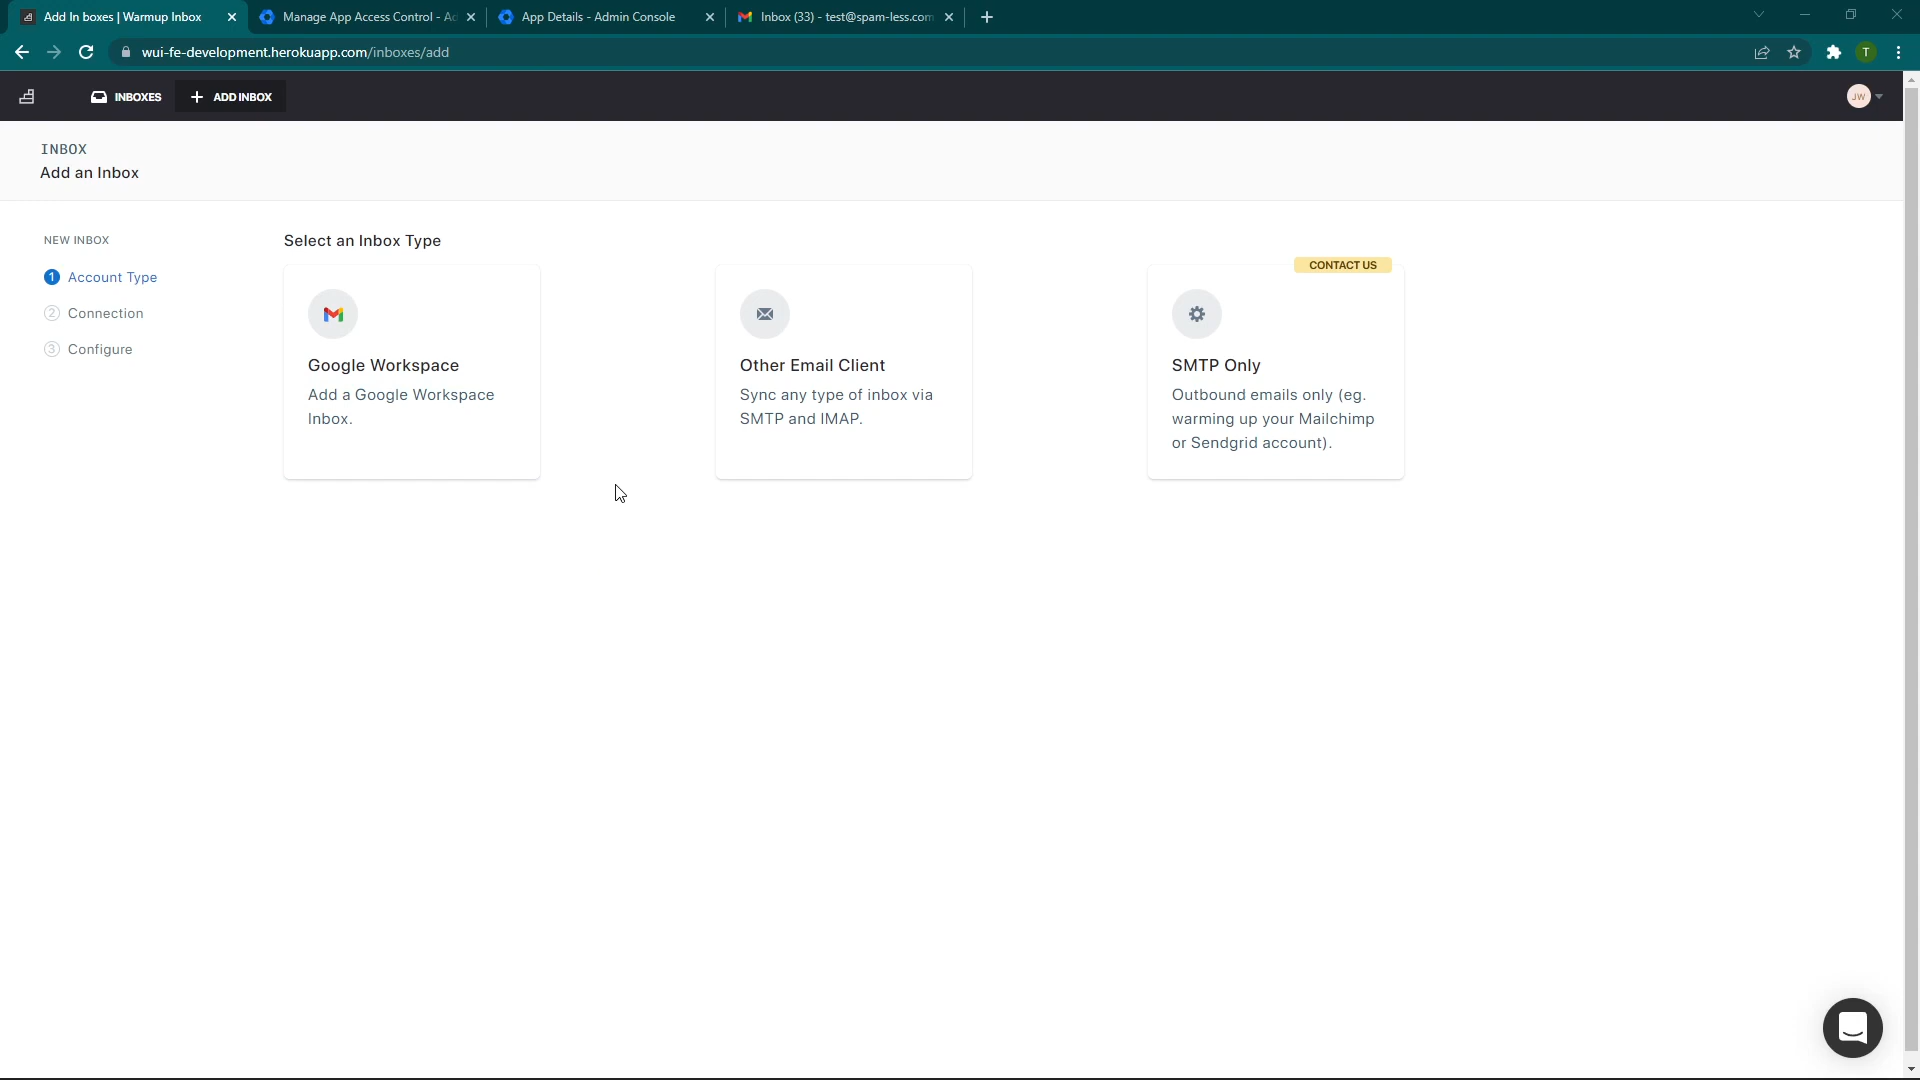 Add In boxes | Warmup Inbox
Manage App Access Control - Ad
App Details - Admin Console
Inbox (33) - test@spam-less.com
wui-fe-development.herokuapp.com/inboxes/add
T
INBOXES
ADD INBOX
JW
INBOX
Add an Inbox
NEW INBOX
1 Account Type
2 Connection
3 Configure
Select an Inbox Type
Google Workspace
Add a Google Workspace
Inbox.
Other Email Client
Sync any type of inbox via
SMTP and IMAP.
CONTACT US
SMTP Only
Outbound emails only (eg.
warming up your Mailchimp
or Sendgrid account).